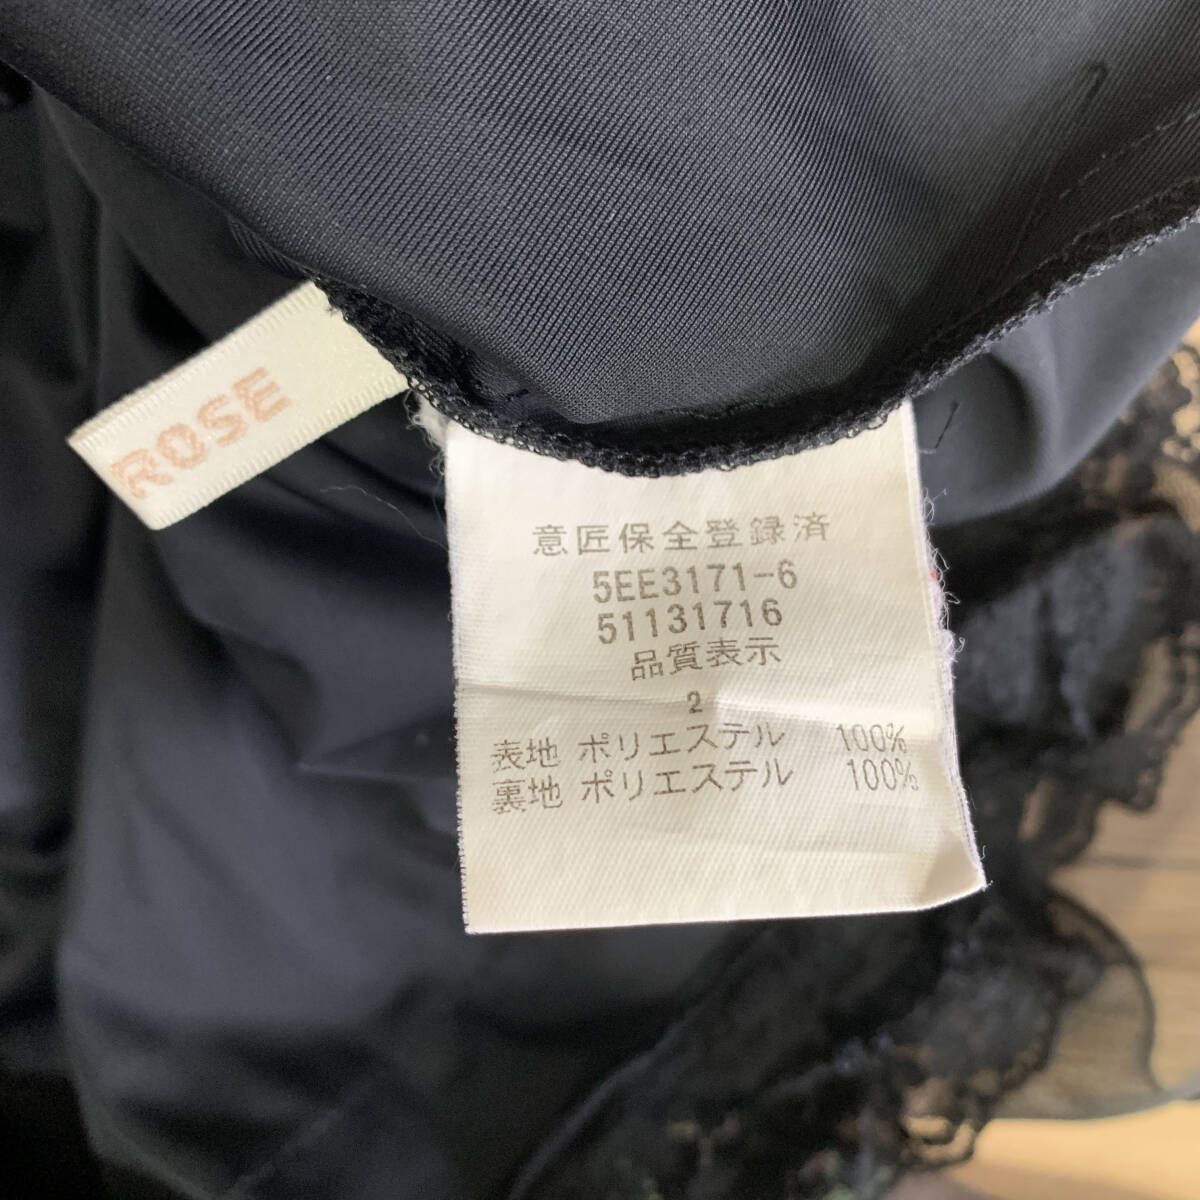 ROSE
意匠保全登録済
5EE3171-6
51131716
品質表示
2
表地 ポリエステル 100%
裏地 ポリエステル 100%